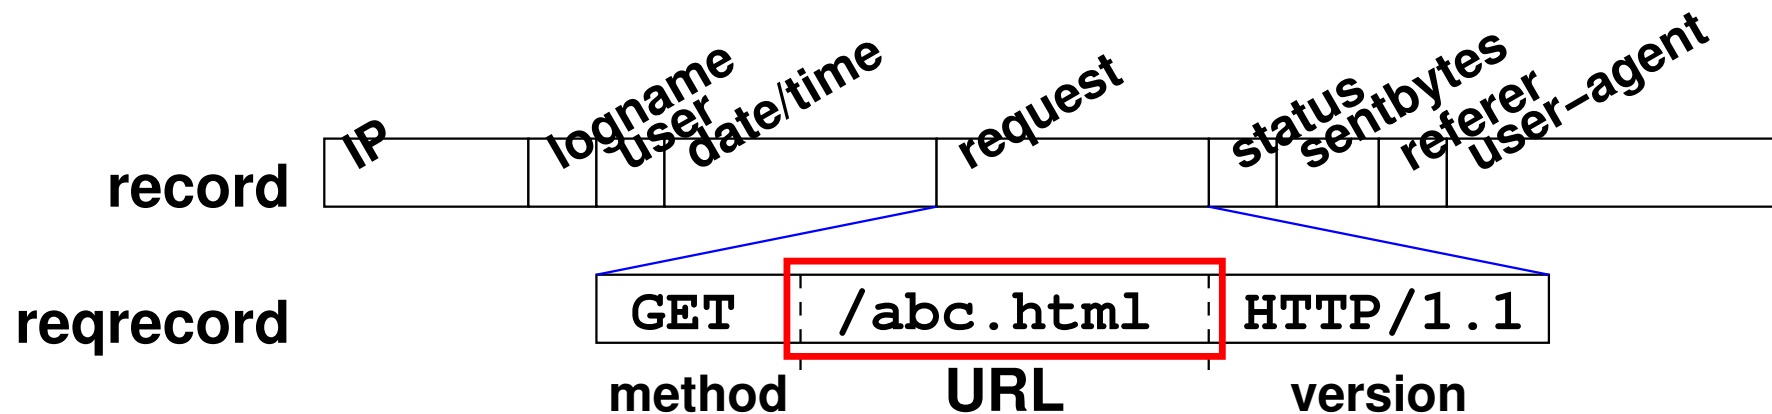 IP logname user date/time request status sentbytes referer user-agent
record
reqrecord GET /abc.html HTTP/1.1
method URL version